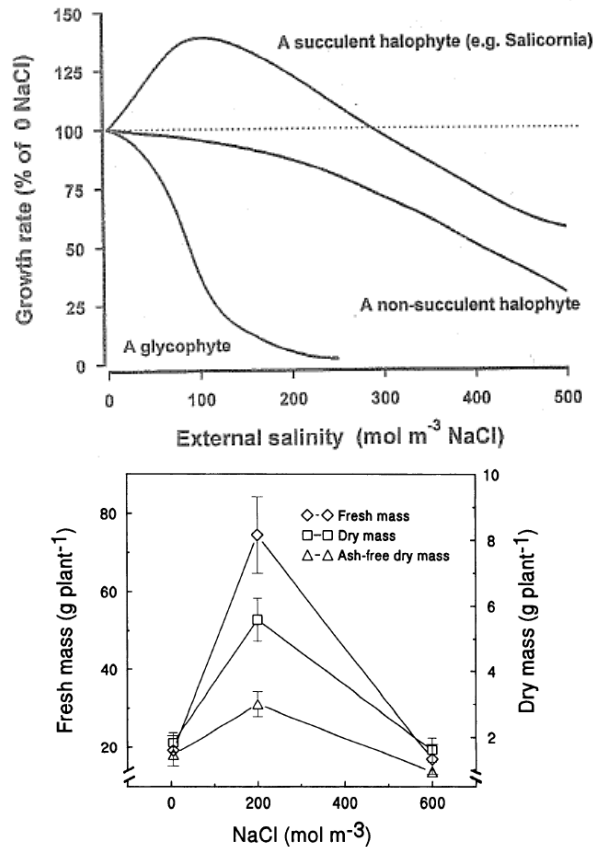 150
125
100
75
50
25
0
Growth rate (% of 0 NaCl)
A succulent halophyte (e.g. Salicornia)
A non-succulent halophyte
A glycophyte
0 100 200 300 400 500
External salinity (mol m-3 NaCl)
80
60
40
20
Fresh mass (g plant-1)
Fresh mass
Dry mass
Ash-free dry mass
10
8
6
4
2
Dry mass (g plant-1)
0 200 400 600
NaCl (mol m-3)